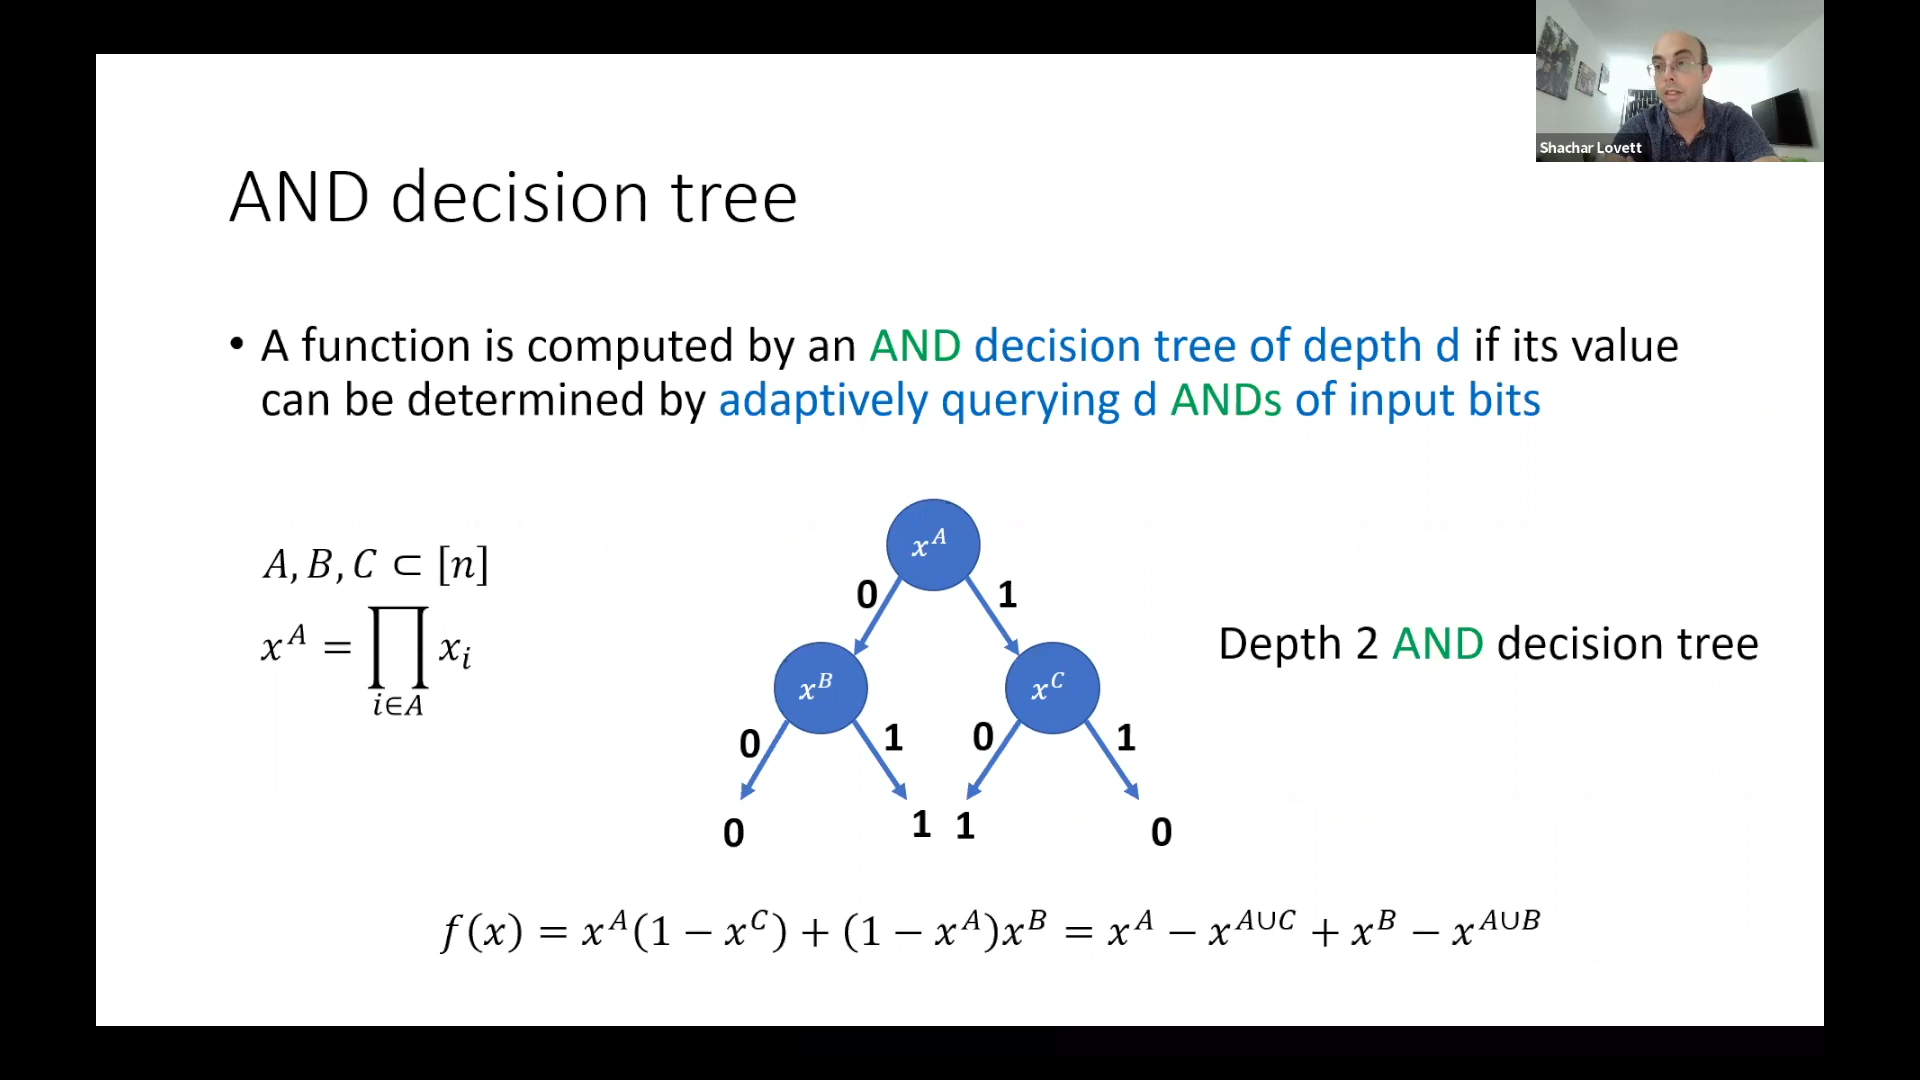 Shachar Lovett
AND decision tree
• A function is computed by an AND decision tree of depth d if its value
can be determined by adaptively querying d ANDs of input bits
A, B, C ⊂ [n]
x^A = ∏_{i∈A} x_i
x^A
0 1
x^B x^C
0 1 0 1
0 1 1 0
Depth 2 AND decision tree
f(x) = x^A(1 − x^C) + (1 − x^A)x^B = x^A − x^{A∪C} + x^B − x^{A∪B}